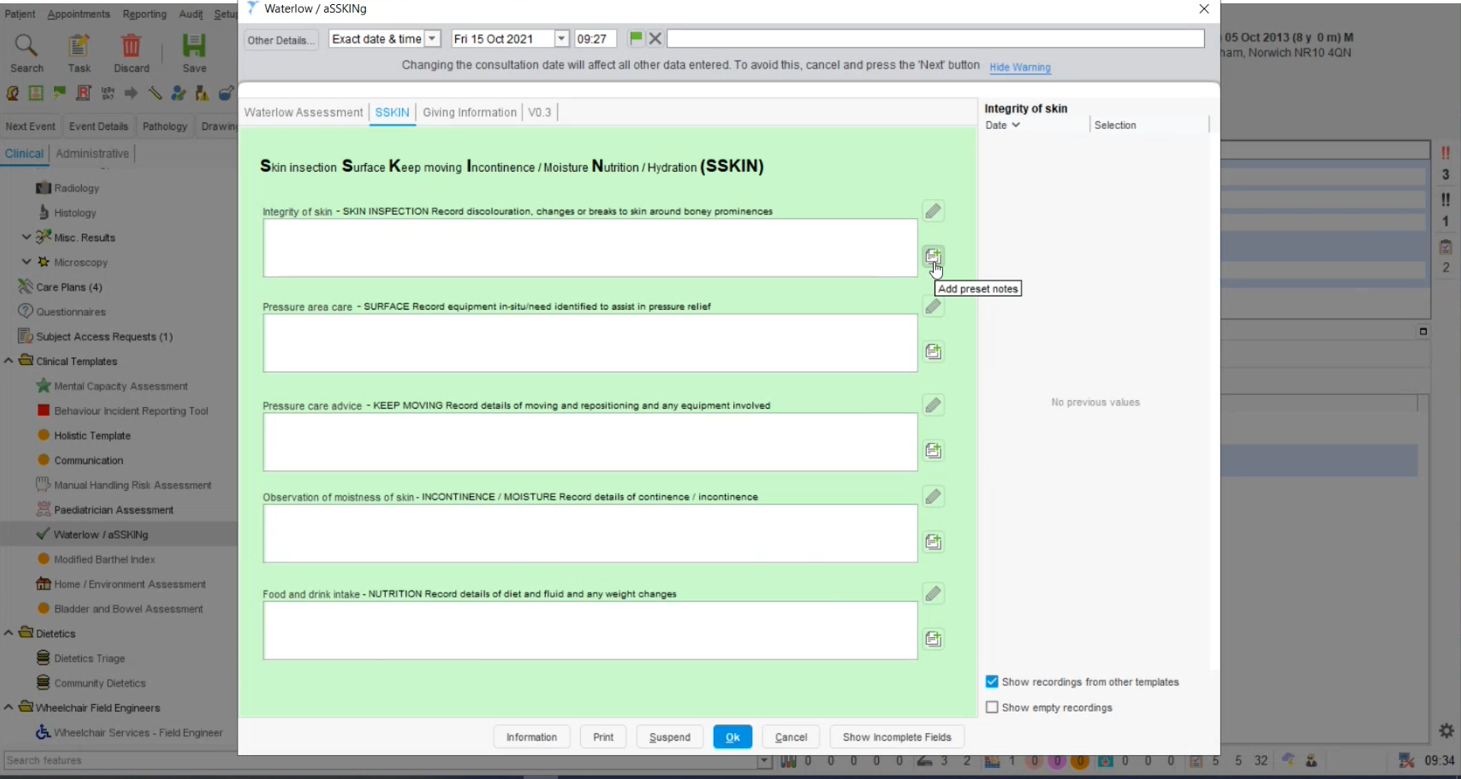 Patient Appointments Reporting Audit Setu
Waterlow / aSSKINg
Search Task Discard Save
Other Details... Exact date & time Fri 15 Oct 2021 09:27
Changing the consultation date will affect all other data entered. To avoid this, cancel and press the 'Next' button Hide Warning
05 Oct 2013 (8 y 0 m) M
ham, Norwich NR10 4QN
Next Event Event Details Pathology Drawing
Clinical Administrative
Radiology
Histology
Misc. Results
Microscopy
Care Plans (4)
Questionnaires
Subject Access Requests (1)
Clinical Templates
Mental Capacity Assessment
Behaviour Incident Reporting Tool
Holistic Template
Communication
Manual Handling Risk Assessment
Paediatrician Assessment
Waterlow / aSSKINg
Modified Barthel Index
Home / Environment Assessment
Bladder and Bowel Assessment
Dietetics
Dietetics Triage
Community Dietetics
Wheelchair Field Engineers
Wheelchair Services - Field Engineer
Search features
Waterlow Assessment SSKIN Giving Information V0.3
Skin insection Surface Keep moving Incontinence / Moisture Nutrition / Hydration (SSKIN)
Integrity of skin - SKIN INSPECTION Record discolouration, changes or breaks to skin around boney prominences
Add preset notes
Pressure area care - SURFACE Record equipment in-situ/need identified to assist in pressure relief
Pressure care advice - KEEP MOVING Record details of moving and repositioning and any equipment involved
Observation of moistness of skin - INCONTINENCE / MOISTURE Record details of continence / incontinence
Food and drink intake - NUTRITION Record details of diet and fluid and any weight changes
Integrity of skin
Date Selection
No previous values
Show recordings from other templates
Show empty recordings
Information Print Suspend Ok Cancel Show Incomplete Fields
!!
3
!!
1
2
0 0 0 0 0 3 2 1 0 0 0 0 0 0 5 5 32 09:34